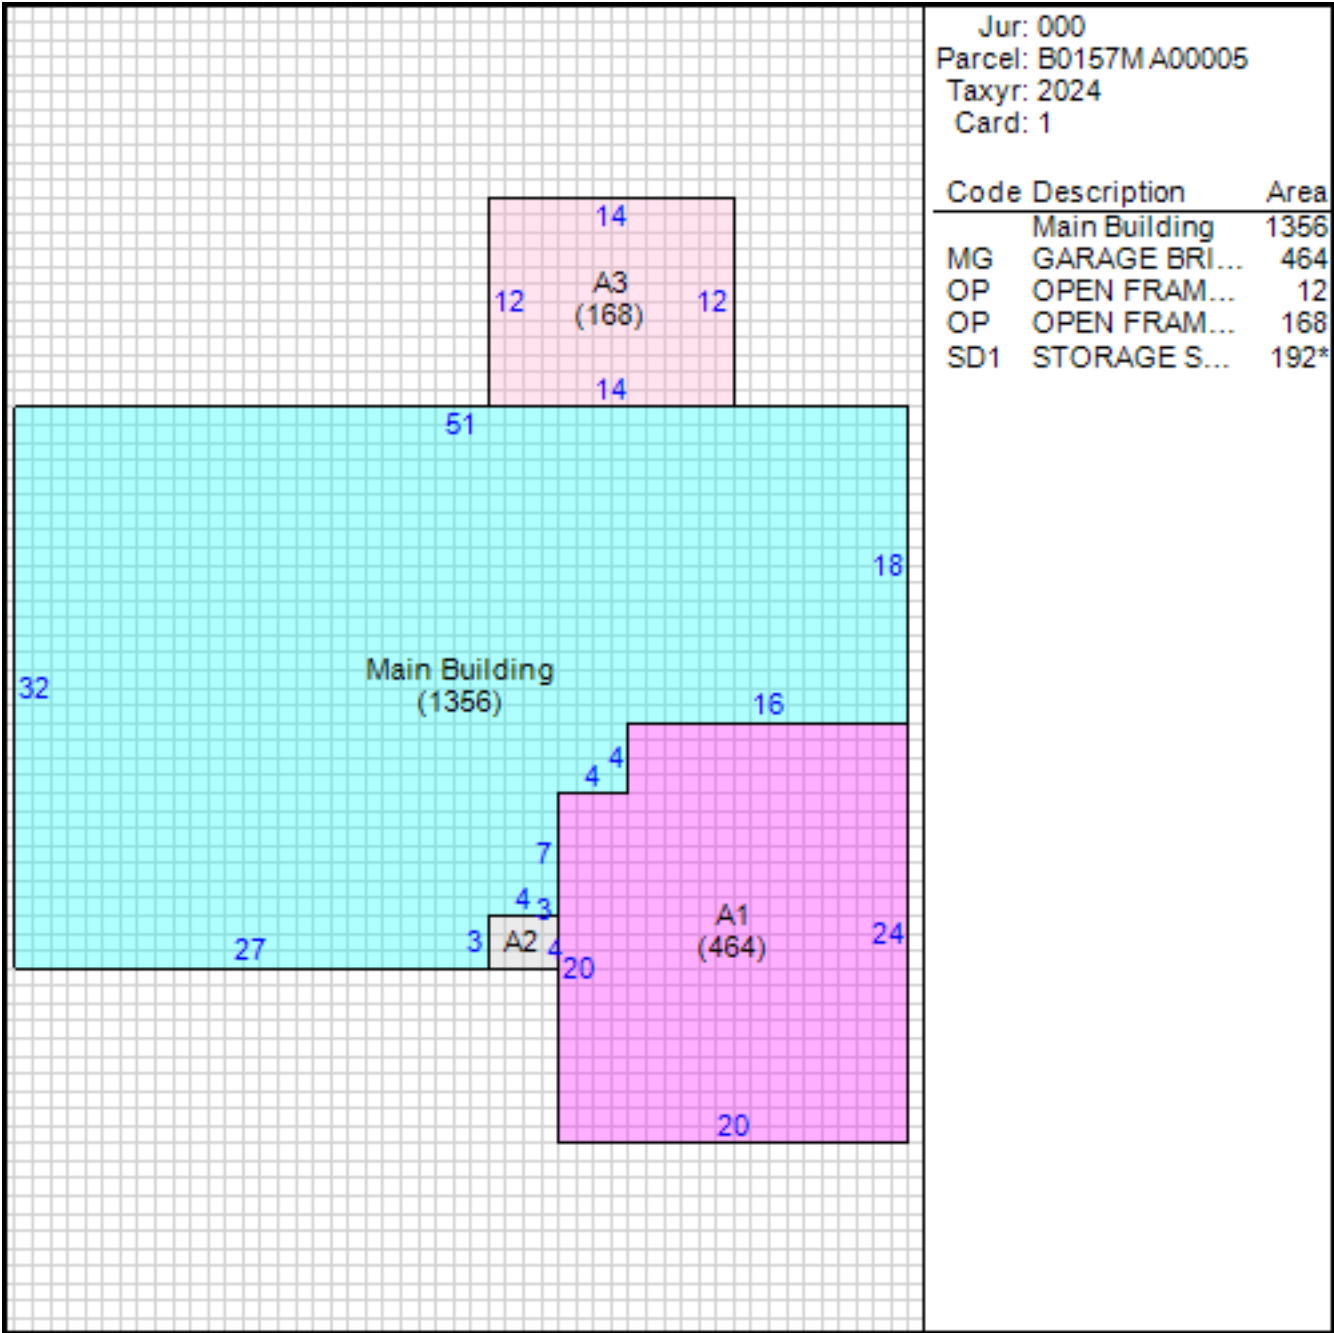 Jur: 000
Parcel: B0157M A00005
Taxyr: 2024
Card: 1
Code Description Area
Main Building 1356
MG GARAGE BRI... 464
OP OPEN FRAM... 12
OP OPEN FRAM... 168
SD1 STORAGE S... 192*
14
12 A3 12
(168)
14
51
18
32
Main Building
(1356)
16
4
4
7
4 3
3 A2 4
27
20
A1
(464)
24
20